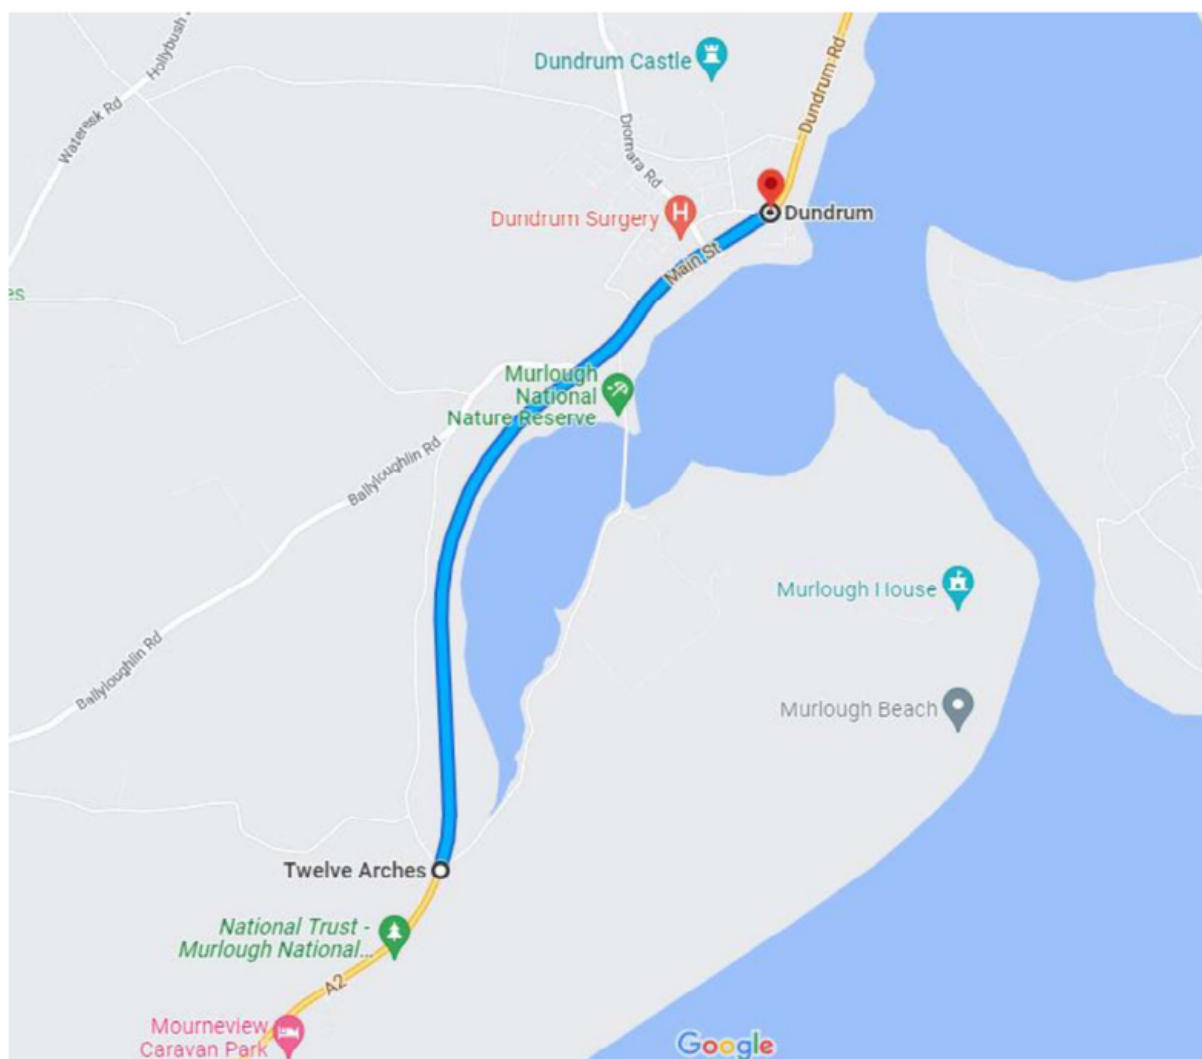 Hollybush
Wateresk Rd
Dundrum Castle
Dundrum Rd
Dromara Rd
Dundrum Surgery
H
Dundrum
Main St
es
Murlough
National
Nature Reserve
Ballyloughlin Rd
Murlough House
Ballyloughlin Rd
Murlough Beach
Twelve Arches
National Trust -
Murlough National...
A2
Mourneview
Caravan Park
Google